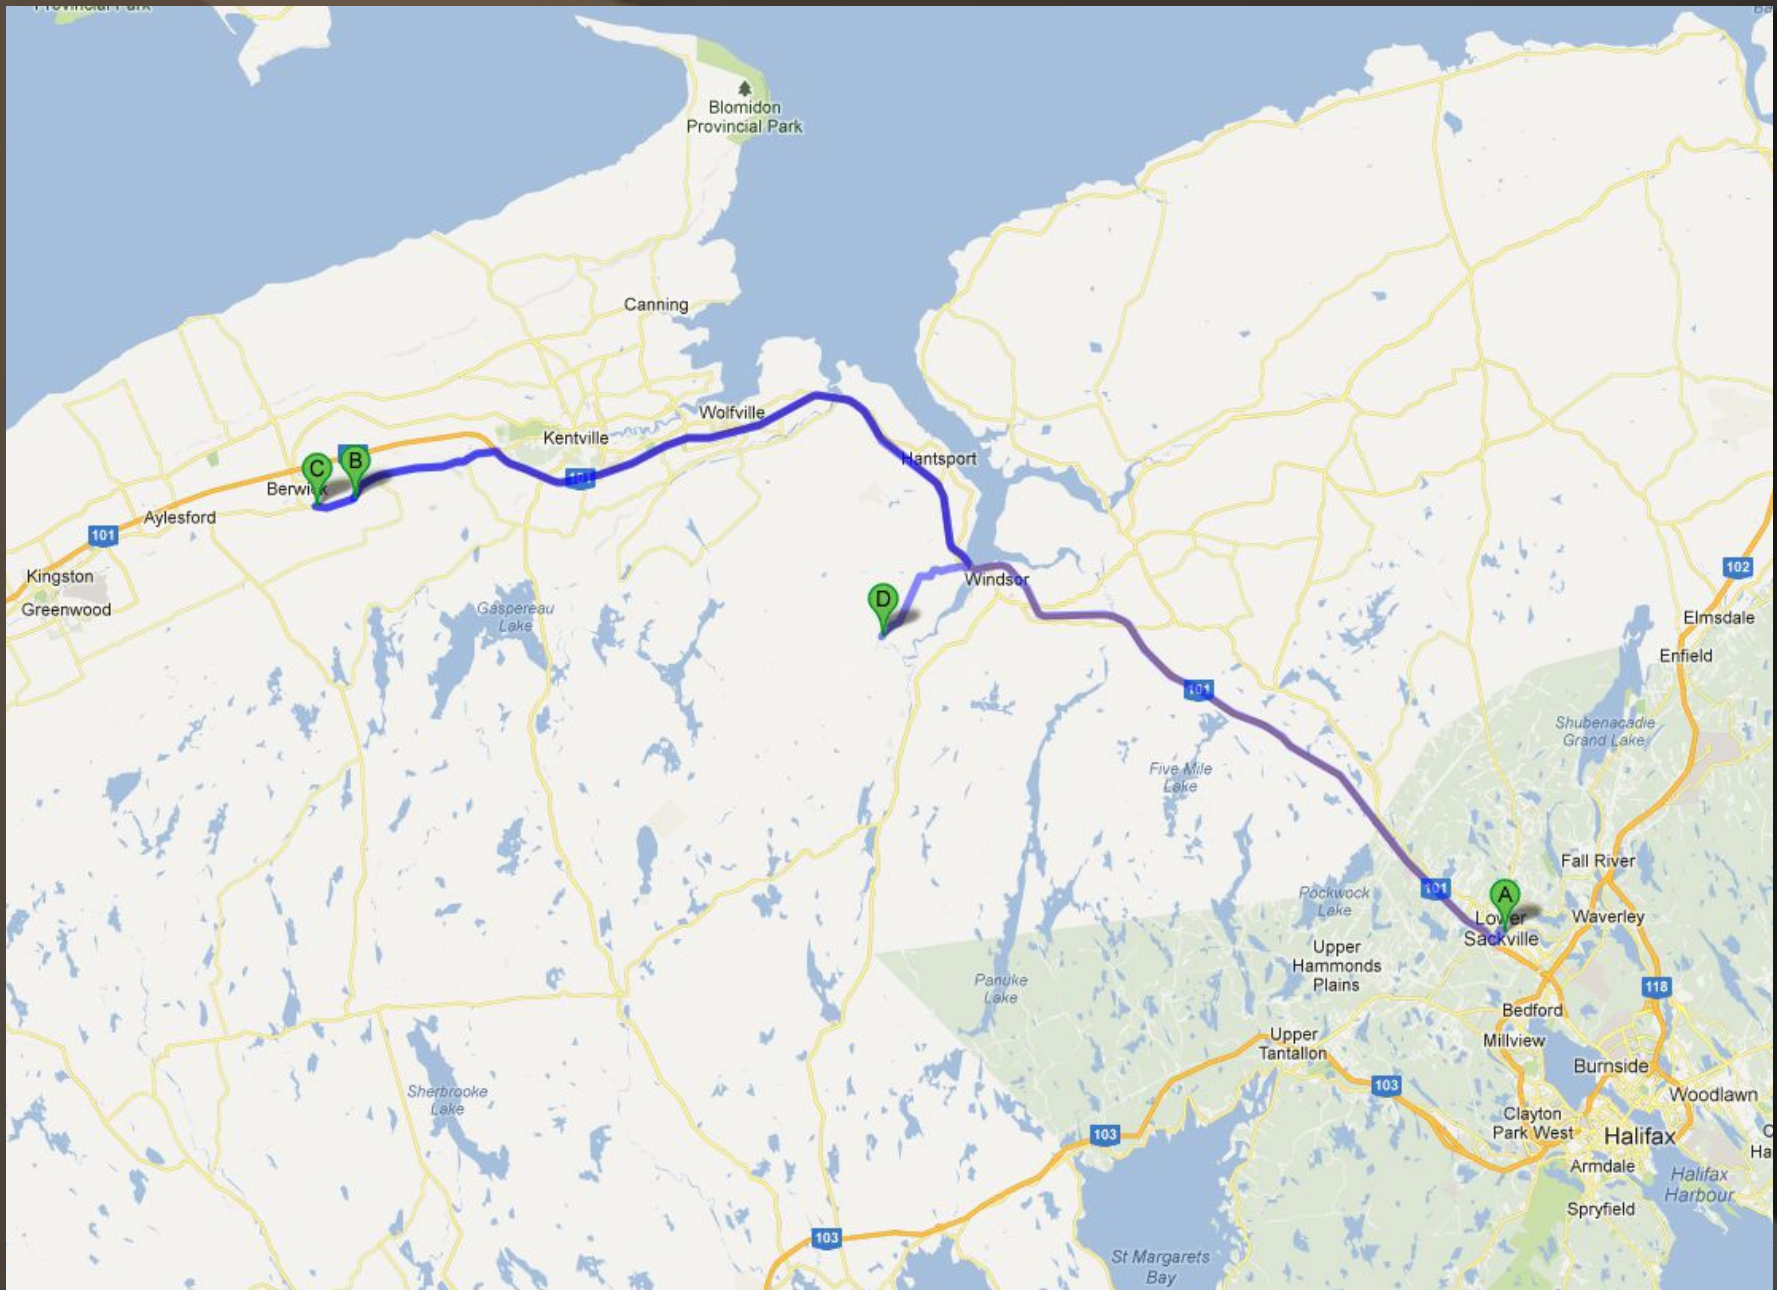 Provincial Park
Blomidon
Provincial Park
Canning
Wolfville
Kentville
Hantsport
C
B
Berwick
101
Aylesford
101
Kingston
Greenwood
Gaspereau
Lake
D
Windsor
102
Elmsdale
Enfield
101
Shubenacadie
Grand Lake
Five Mile
Lake
Fall River
101
A
Pockwock
Lake
Lower
Sackville
Waverley
Upper
Hammonds
Plains
Panuke
Lake
118
Bedford
Upper
Tantallon
Millview
Burnside
Sherbrooke
Lake
103
Woodlawn
Clayton
Park West
103
Halifax
Armdale
Halifax
Harbour
Spryfield
103
St Margarets
Bay